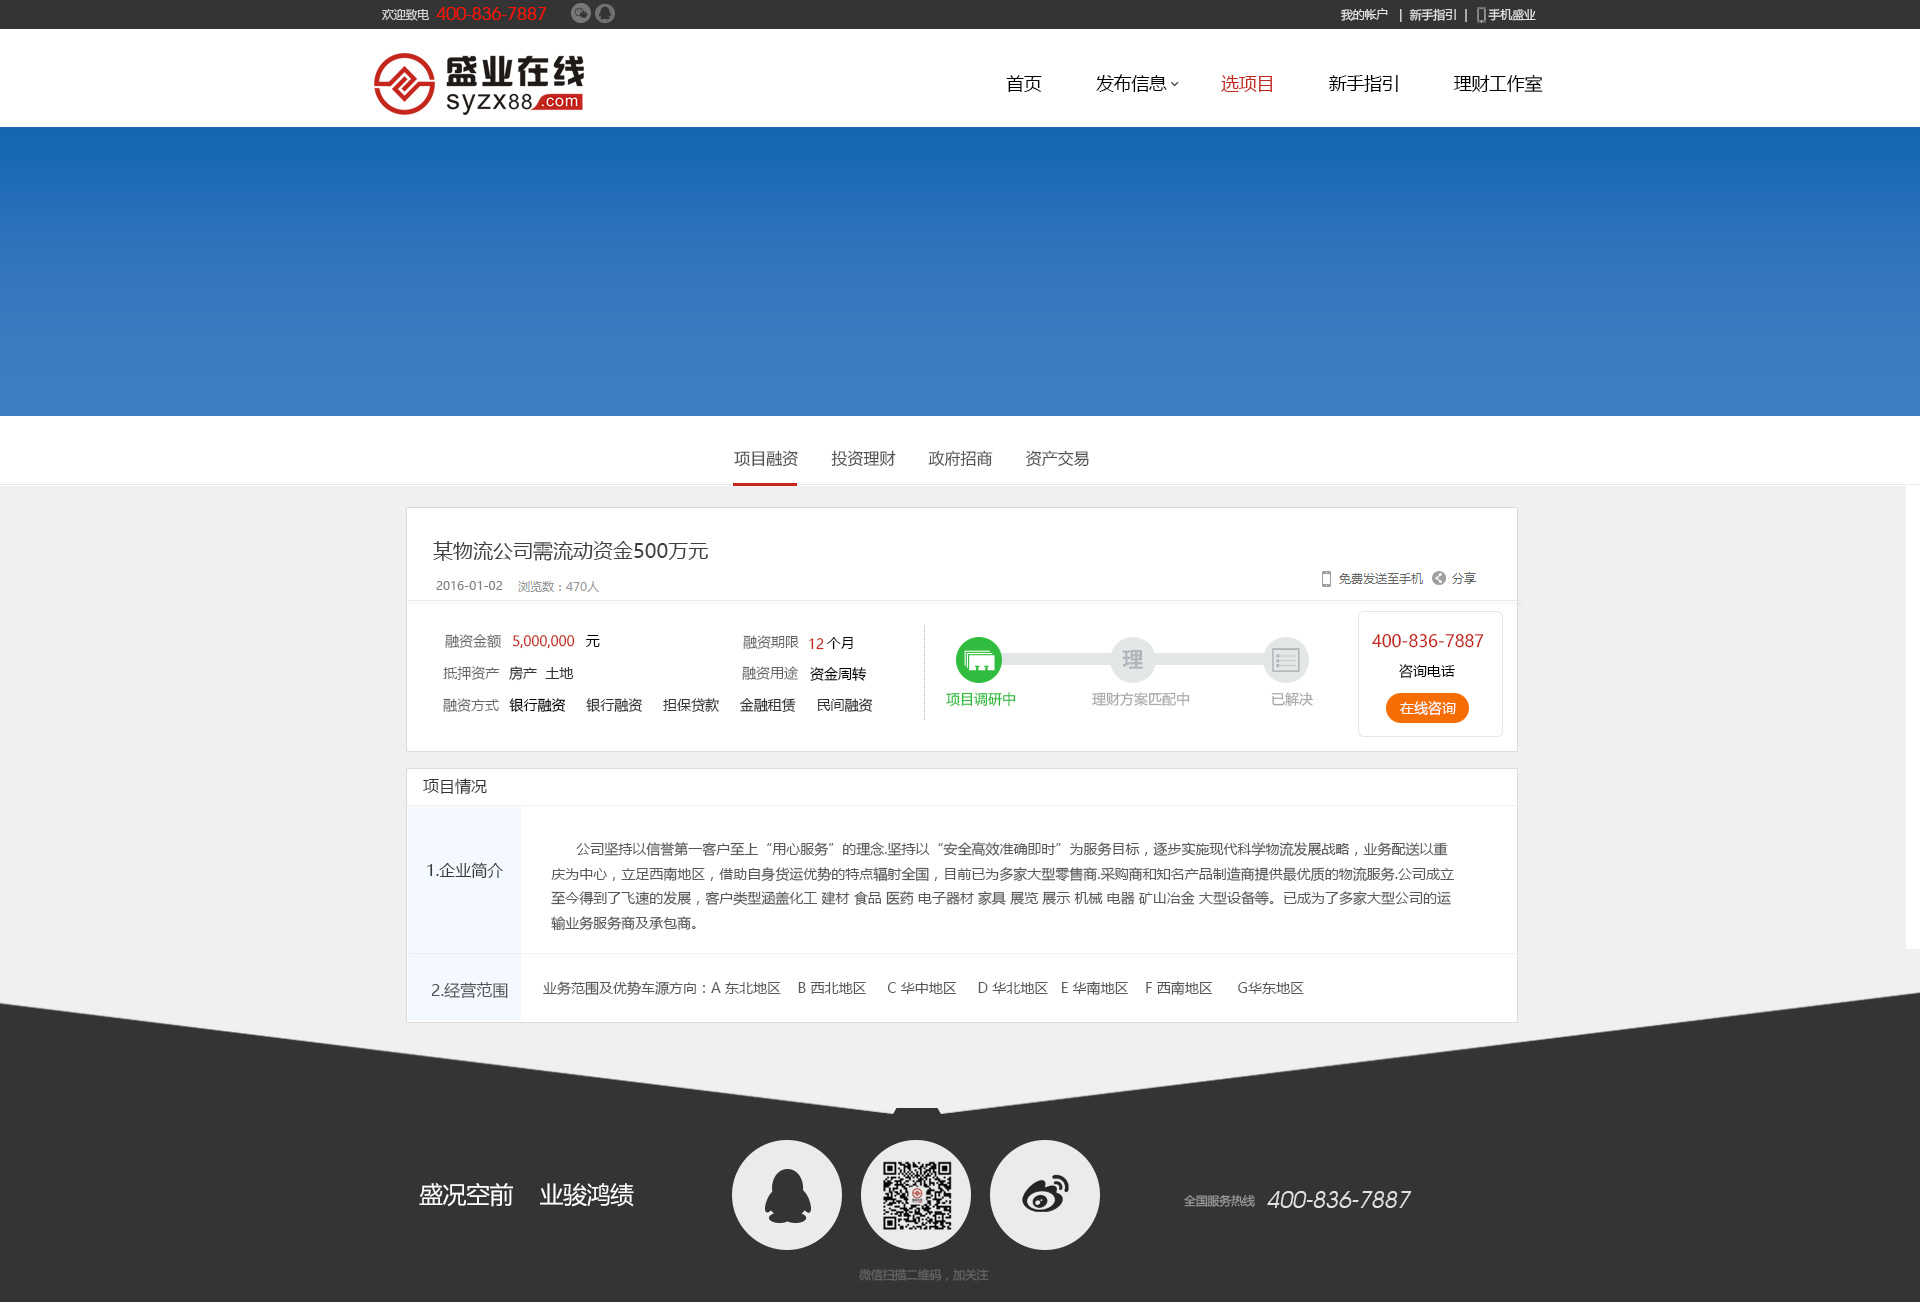 欢迎致电 400-836-7887 我的帐户 | 新手指引 | 手机盛业
盛业在线
syzx88.com
首页 发布信息 选项目 新手指引 理财工作室
项目融资 投资理财 政府招商 资产交易
某物流公司需流动资金500万元
2016-01-02 浏览数：470人 免费发送至手机 分享
融资金额 5,000,000 元 融资期限 12 个月
抵押资产 房产 土地 融资用途 资金周转
融资方式 银行融资 银行融资 担保贷款 金融租赁 民间融资
理
项目调研中 理财方案匹配中 已解决
400-836-7887
咨询电话
在线咨询
项目情况
1.企业简介
公司坚持以信誉第一客户至上“用心服务”的理念.坚持以“安全高效准确即时”为服务目标，逐步实施现代科学物流发展战略，业务配送以重
庆为中心，立足西南地区，借助自身货运优势的特点辐射全国，目前已为多家大型零售商.采购商和知名产品制造商提供最优质的物流服务.公司成立
至今得到了飞速的发展，客户类型涵盖化工 建材 食品 医药 电子器材 家具 展览 展示 机械 电器 矿山冶金 大型设备等。已成为了多家大型公司的运
输业务服务商及承包商。
2.经营范围
业务范围及优势车源方向：A 东北地区 B 西北地区 C 华中地区 D 华北地区 E 华南地区 F 西南地区 G华东地区
盛况空前 业骏鸿绩
全国服务热线 400-836-7887
微信扫描二维码，加关注